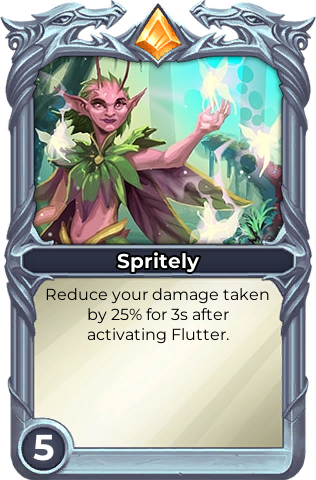 Spritely
Reduce your damage taken
by 25% for 3s after
activating Flutter.
5